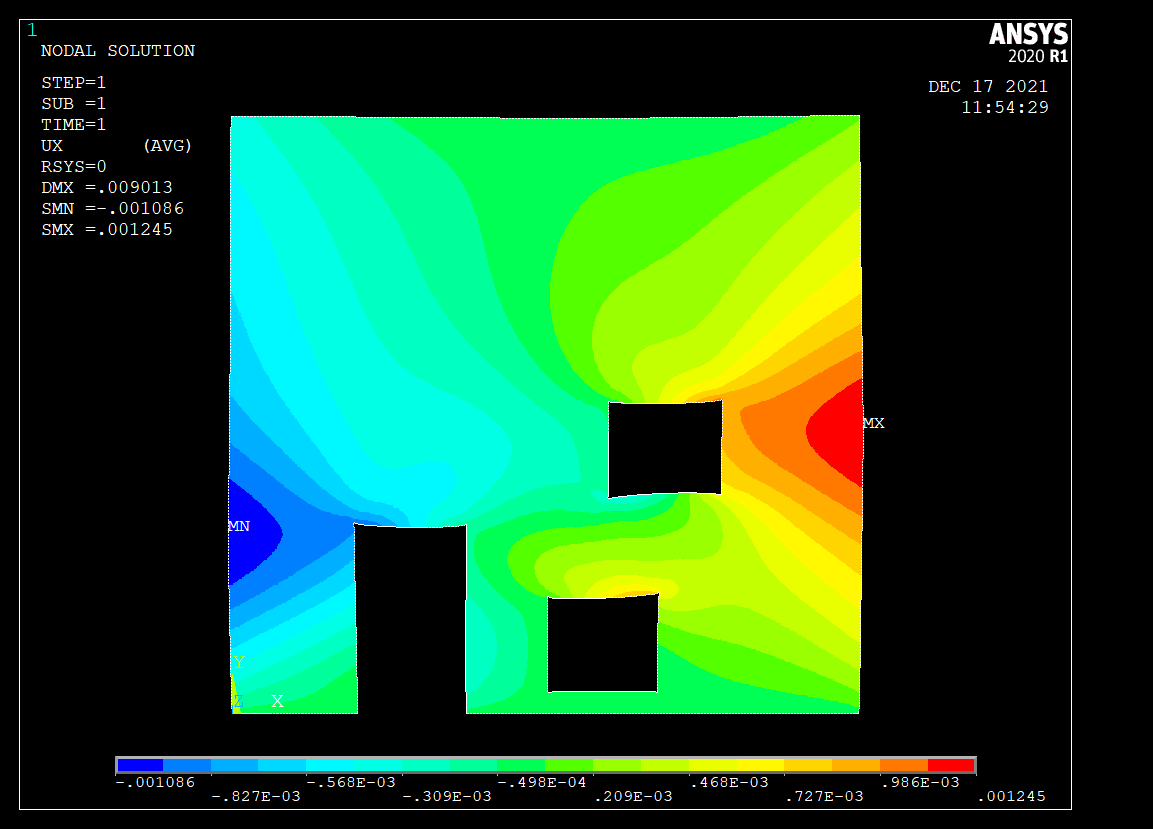 1
NODAL SOLUTION
STEP=1
SUB =1
TIME=1
UX (AVG)
RSYS=0
DMX =.009013
SMN =-.001086
SMX =.001245
ANSYS
2020 R1
DEC 17 2021
11:54:29
MX
MN
Y
Z X
-.001086 -.568E-03 -.498E-04 .468E-03 .986E-03
-.827E-03 -.309E-03 .209E-03 .727E-03 .001245